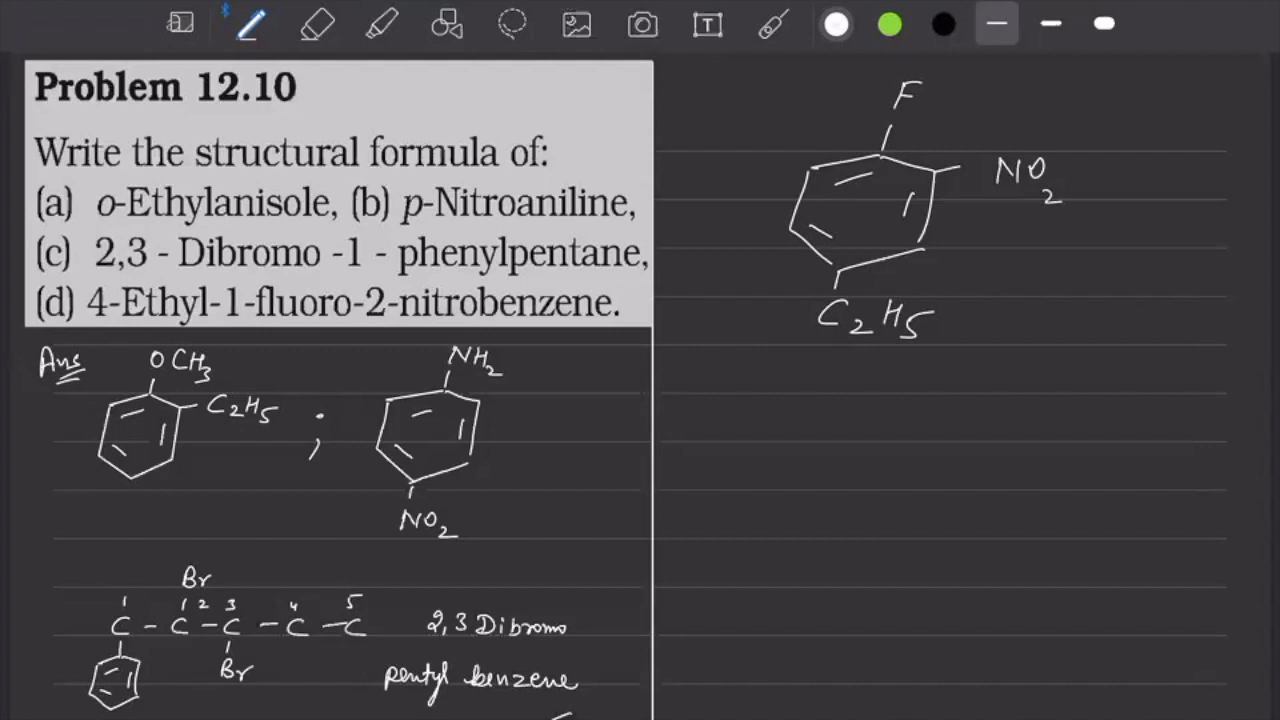 Problem 12.10
Write the structural formula of:
(a) o-Ethylanisole, (b) p-Nitroaniline,
(c) 2,3 - Dibromo -1 - phenylpentane,
(d) 4-Ethyl-1-fluoro-2-nitrobenzene.
Ans
OCH3
C2H5
;
NH2
NO2
Br
1 2 3 4 5
C - C - C - C - C
Br
2,3 Dibromo
pentyl benzene
F
NO2
C2H5
T